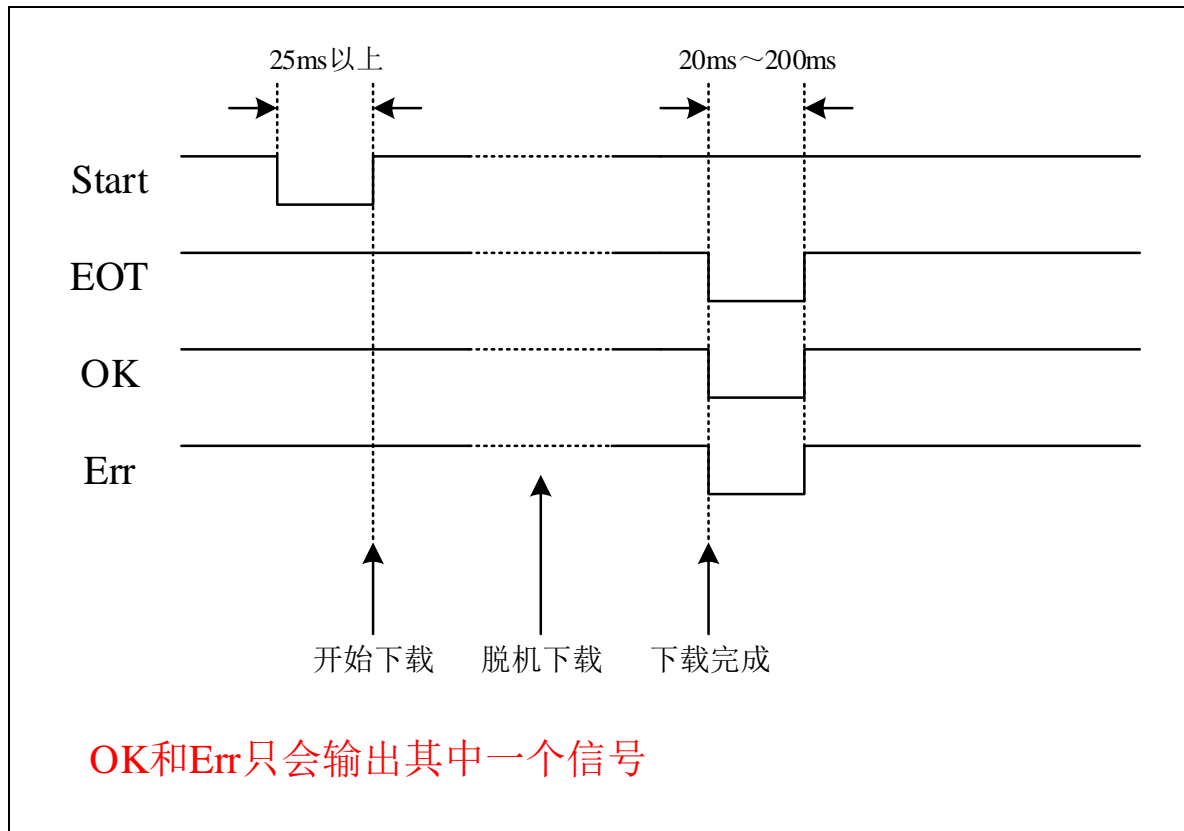 25ms以上
20ms～200ms
Start
EOT
OK
Err
开始下载
脱机下载
下载完成
OK和Err只会输出其中一个信号